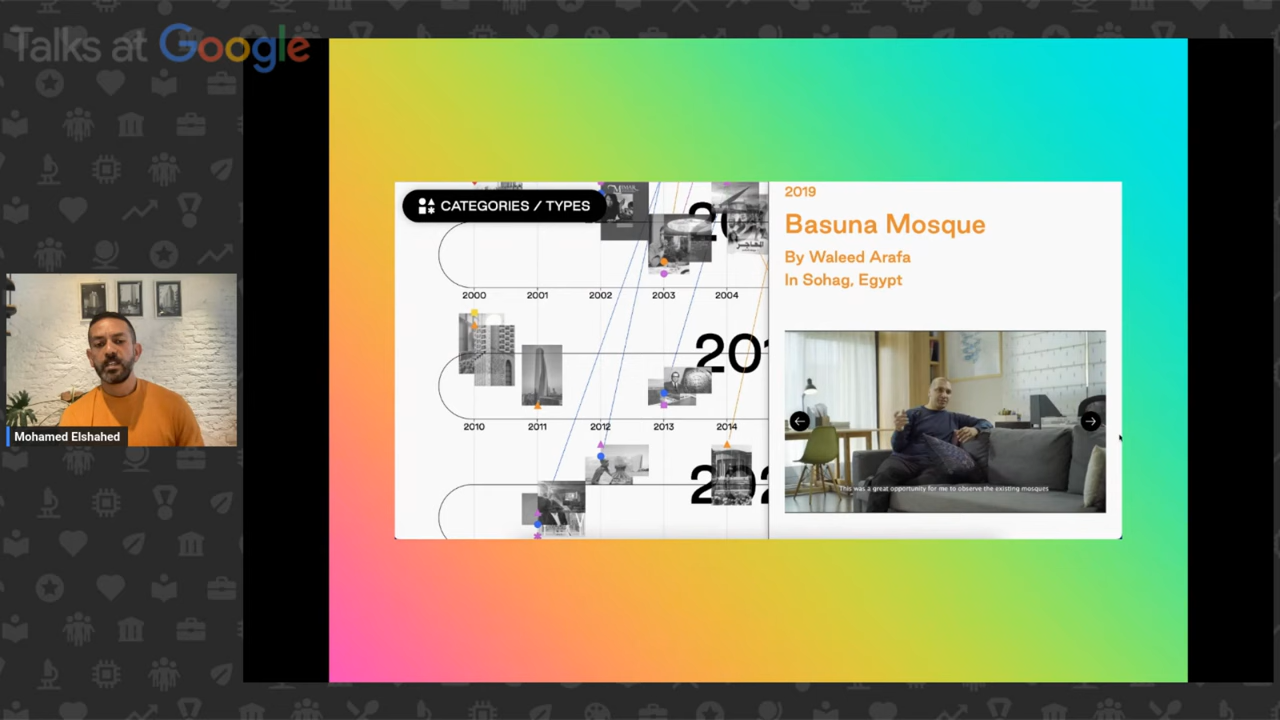 Talks at Google
CATEGORIES / TYPES
2000 2001 2002 2003 2004
2010 2011 2012 2013 2014
2019
Basuna Mosque
By Waleed Arafa
In Sohag, Egypt
This was a great opportunity for me to observe the existing mosques
Mohamed Elshahed